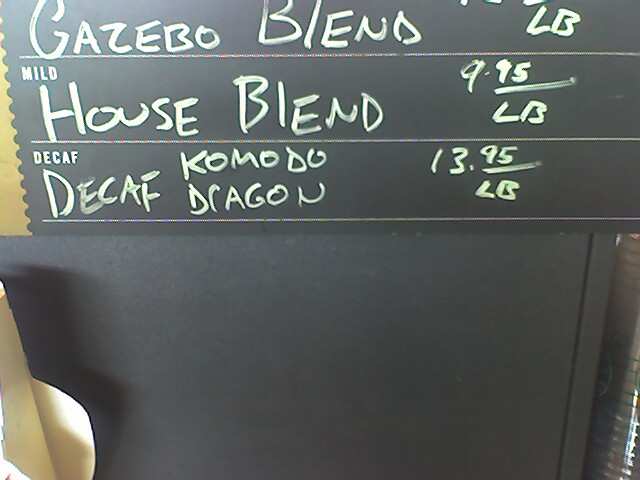 GAZEBO BLEND
LB
MILD
HOUSE BLEND 9.95
LB
DECAF
DECAF KOMODO DRAGON 13.95
LB